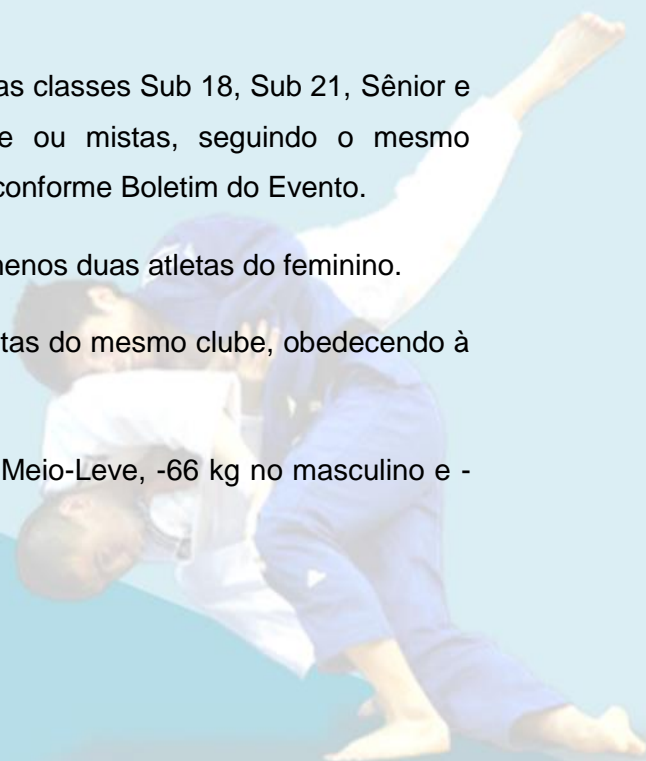 as classes Sub 18, Sub 21, Sênior e
e ou mistas, seguindo o mesmo
conforme Boletim do Evento.
nenos duas atletas do feminino.
tas do mesmo clube, obedecendo à
Meio-Leve, -66 kg no masculino e -